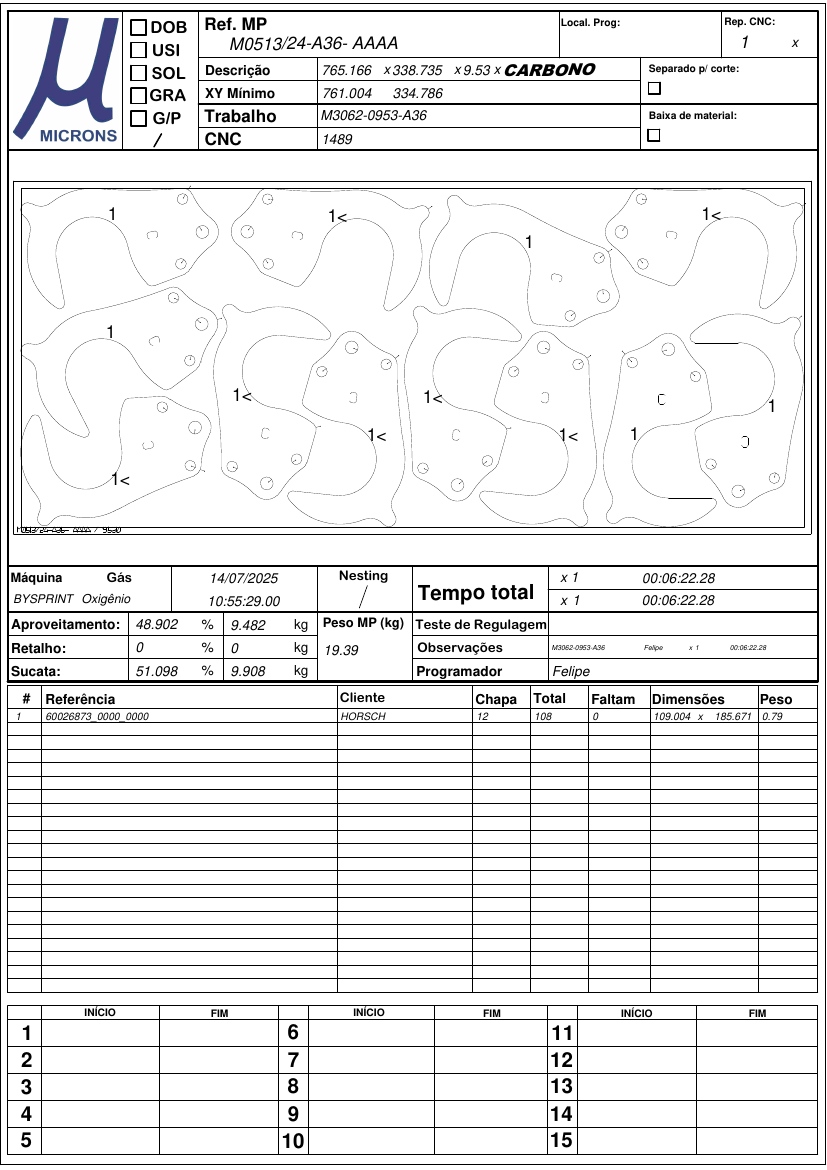 µ
MICRONS
DOB
USI
SOL
GRA
G/P
/
Ref. MP
M0513/24-A36- AAAA
Local. Prog:
Rep. CNC:
1 x
Descrição 765.166 x 338.735 x 9.53 x CARBONO
XY Mínimo 761.004 334.786
Trabalho M3062-0953-A36
CNC 1489
Separado p/ corte:
Baixa de material:
1 1< 1 1<
1 1< 1< 1
1< 1< 1< 1
M0513/24-A36- AAAA / 9.530
Máquina Gás
BYSPRINT Oxigênio
14/07/2025
10:55:29.00
Nesting
/
Tempo total
x 1 00:06:22.28
x 1 00:06:22.28
Aproveitamento: 48.902 % 9.482 kg
Retalho: 0 % 0 kg
Sucata: 51.098 % 9.908 kg
Peso MP (kg)
19.39
Teste de Regulagem
Observações M3062-0953-A36 Felipe x 1 00:06:22.28
Programador Felipe
# Referência Cliente Chapa Total Faltam Dimensões Peso
1 60026873_0000_0000 HORSCH 12 108 0 109.004 x 185.671 0.79
INÍCIO FIM INÍCIO FIM INÍCIO FIM
1 6 11
2 7 12
3 8 13
4 9 14
5 10 15